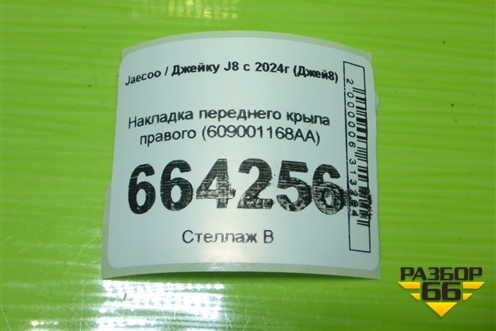 Jaecoo / Джейку J8 с 2024г (Джей8)
Накладка переднего крыла
правого (609001168AA)
664256
Стеллаж В
РАЗБОР
66